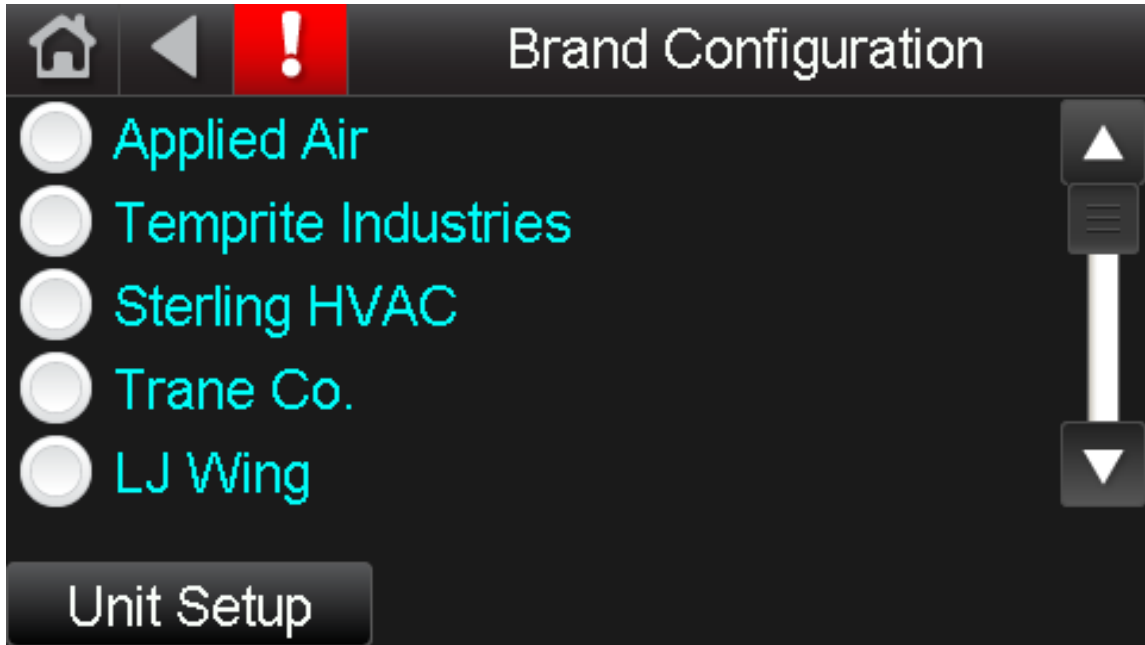 Brand Configuration
Applied Air
Temprite Industries
Sterling HVAC
Trane Co.
LJ Wing
Unit Setup